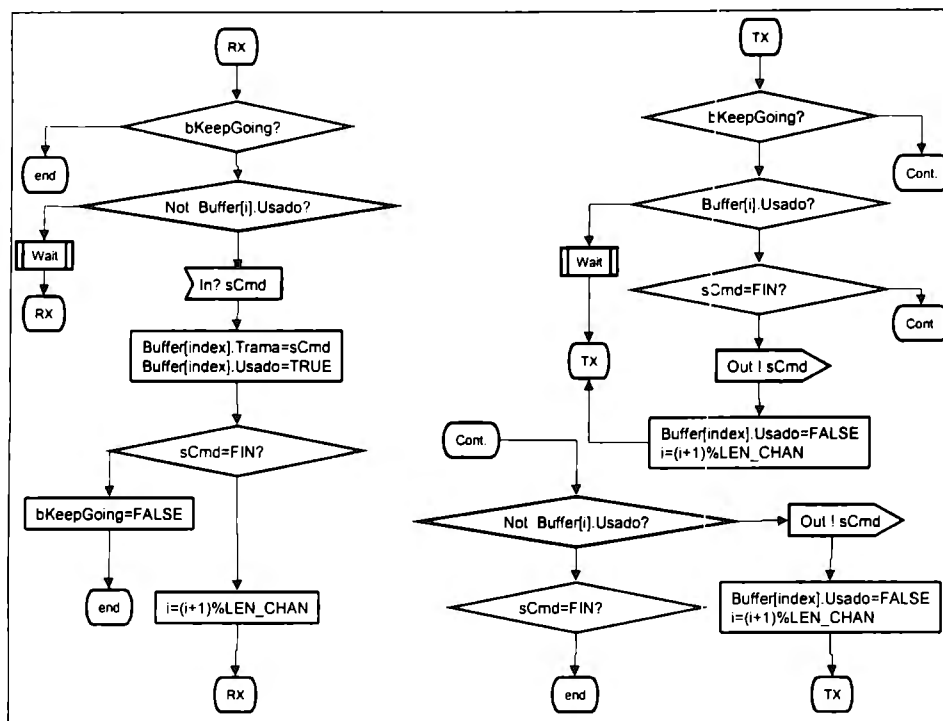 RX
bKeepGoing?
end
Not Buffer[i].Usado?
Wait
RX
In? sCmd
Buffer[index].Trama=sCmd
Buffer[index].Usado=TRUE
sCmd=FIN?
bKeepGoing=FALSE
end
i=(i+1)%LEN_CHAN
RX
TX
bKeepGoing?
Cont.
Buffer[i].Usado?
Wait
sCmd=FIN?
Cont
TX
Out ! sCmd
Buffer[index].Usado=FALSE
i=(i+1)%LEN_CHAN
Cont.
Not Buffer[i].Usado?
Out ! sCmd
sCmd=FIN?
Buffer[index].Usado=FALSE
i=(i+1)%LEN_CHAN
end
TX